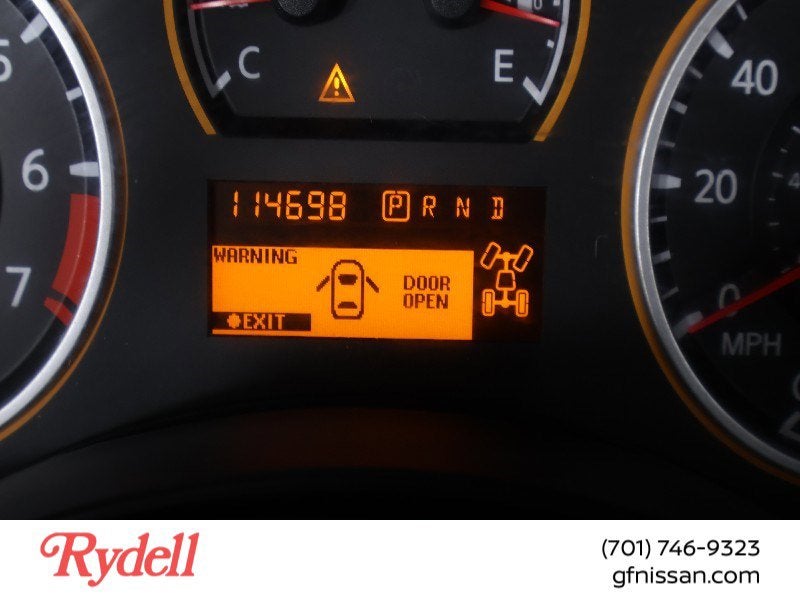 C E
5
6
7
40
20
0
MPH
114698 P R N D
WARNING
DOOR
OPEN
EXIT
Rydell
(701) 746-9323
gfnissan.com